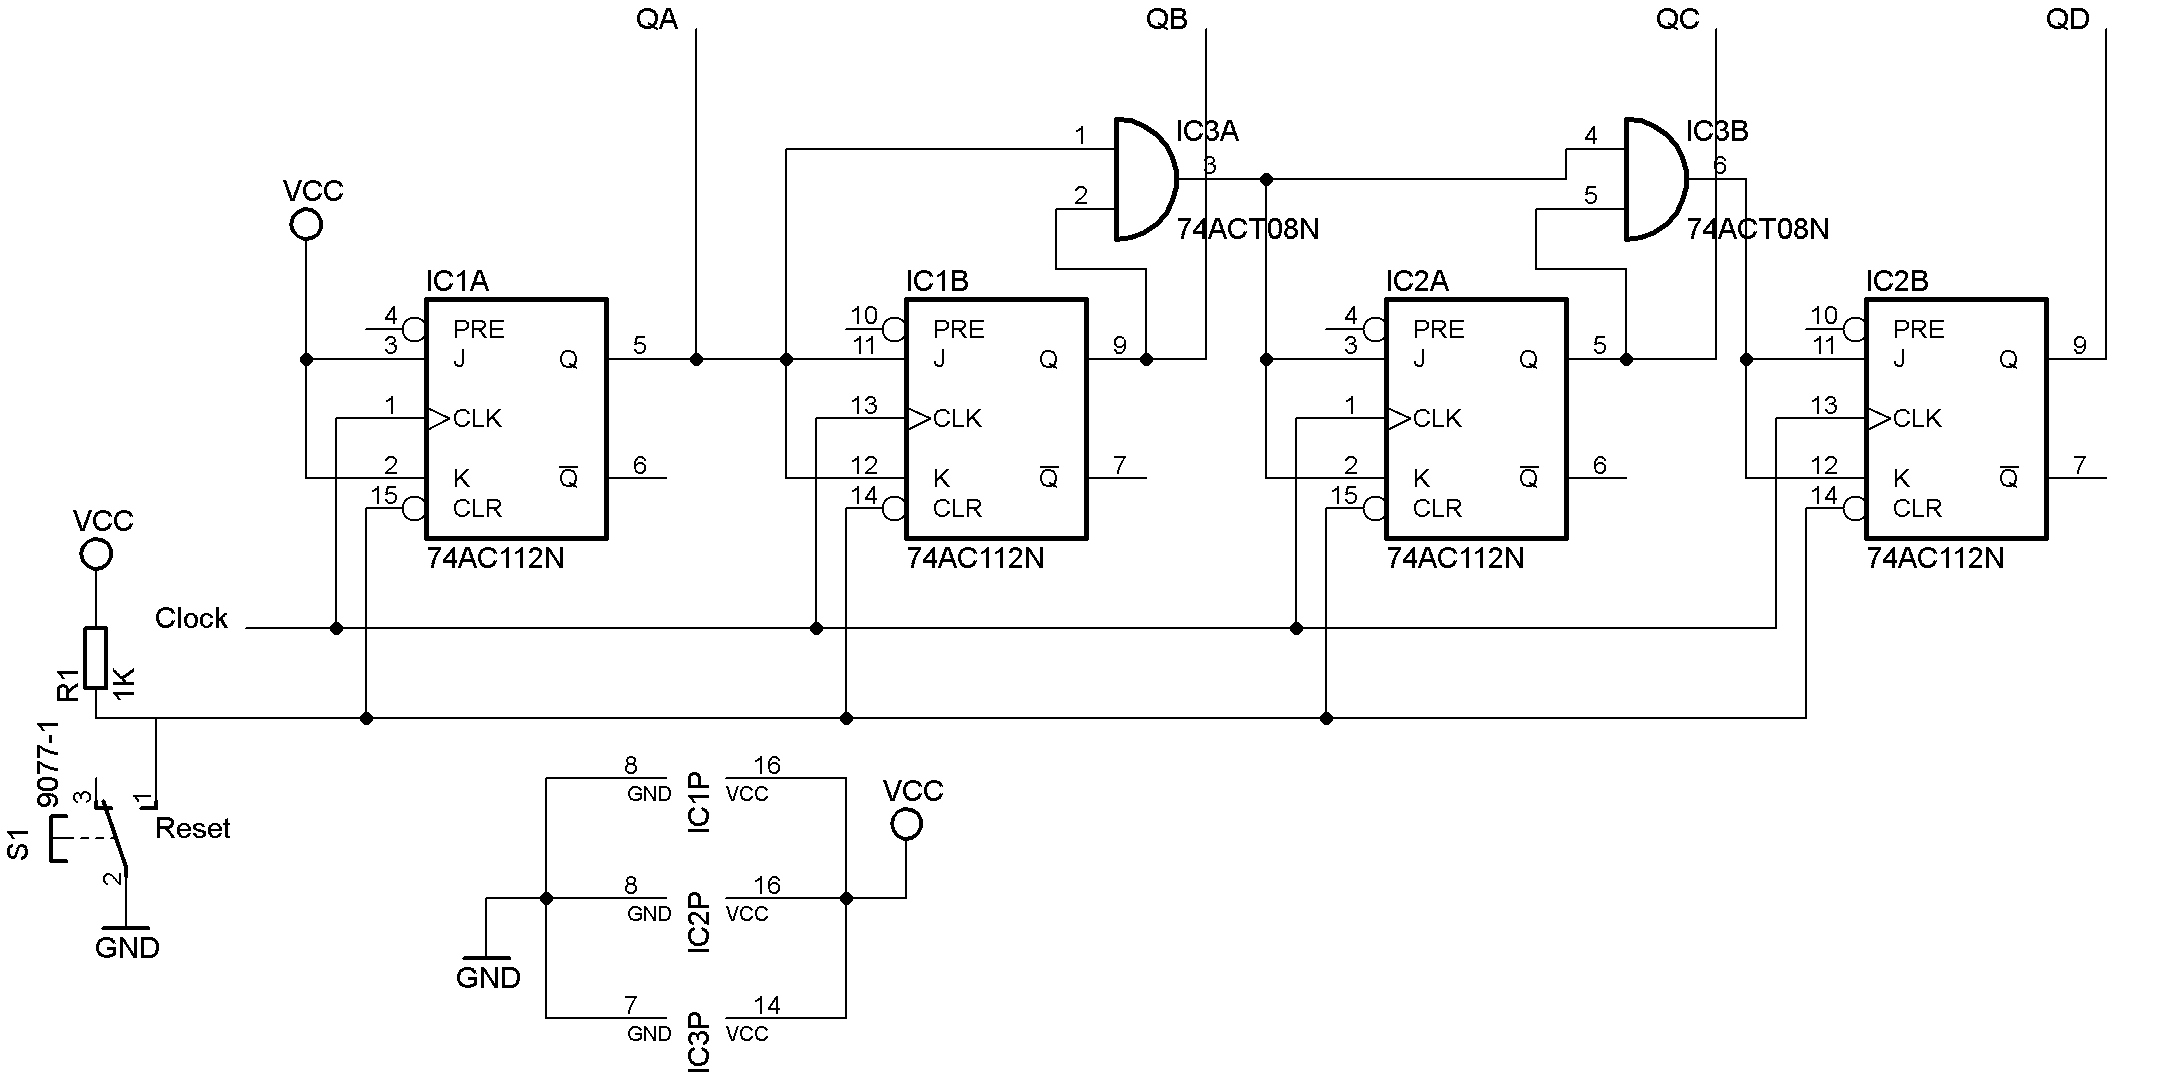 QA
QB
QC
QD
1
IC3A
3
2
74ACT08N
4
IC3B
6
5
74ACT08N
VCC
IC1A
4
PRE
3
J
Q
5
1
CLK
2
K
Q
6
15
CLR
74AC112N
IC1B
10
PRE
11
J
Q
9
13
CLK
12
K
Q
7
14
CLR
74AC112N
IC2A
4
PRE
3
J
Q
5
1
CLK
2
K
Q
6
15
CLR
74AC112N
IC2B
10
PRE
11
J
Q
9
13
CLK
12
K
Q
7
14
CLR
74AC112N
VCC
Clock
R1
1K
9077-1
3
1
Reset
S1
2
GND
8
GND
IC1P
16
VCC
VCC
8
GND
IC2P
16
VCC
GND
7
GND
IC3P
14
VCC